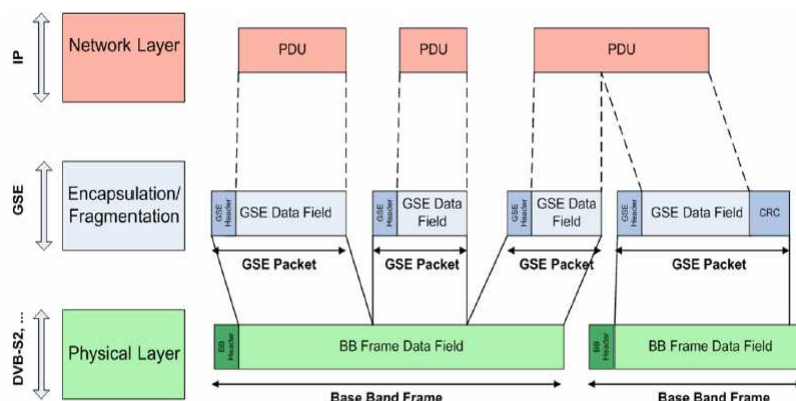 IP
Network Layer
PDU
PDU
PDU
GSE
Encapsulation/
Fragmentation
GSE
Header
GSE Data Field
GSE
Header
GSE Data
Field
GSE
Header
GSE Data
Field
GSE
Header
GSE Data Field
CRC
GSE Packet
GSE Packet
GSE Packet
GSE Packet
DVB-S2, ...
Physical Layer
BB
Header
BB Frame Data Field
BB
Header
BB Frame Data Field
Base Band Frame
Base Band Frame